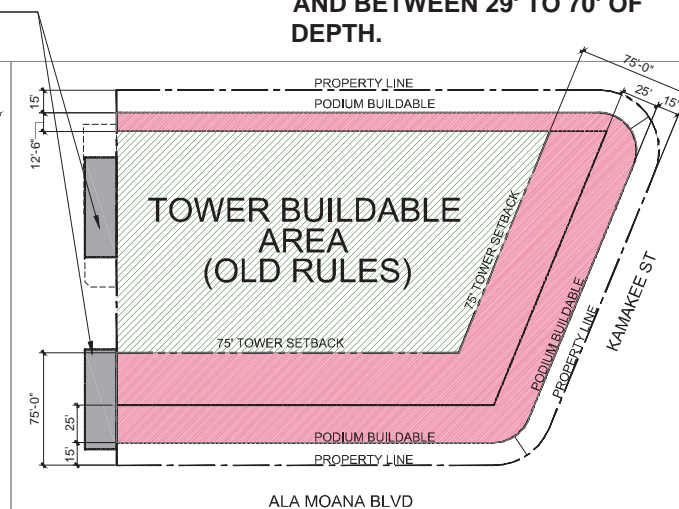 AND BETWEEN 29' TO 70' OF
DEPTH.
75'-0"
25'
15'
PROPERTY LINE
PODIUM BUILDABLE
15'
12'-6"
TOWER BUILDABLE
AREA
(OLD RULES)
75' TOWER SETBACK
75' TOWER SETBACK
PODIUM BUILDABLE
PROPERTY LINE
KAMAKEE ST
75'-0"
25'
15'
PODIUM BUILDABLE
PROPERTY LINE
ALA MOANA BLVD